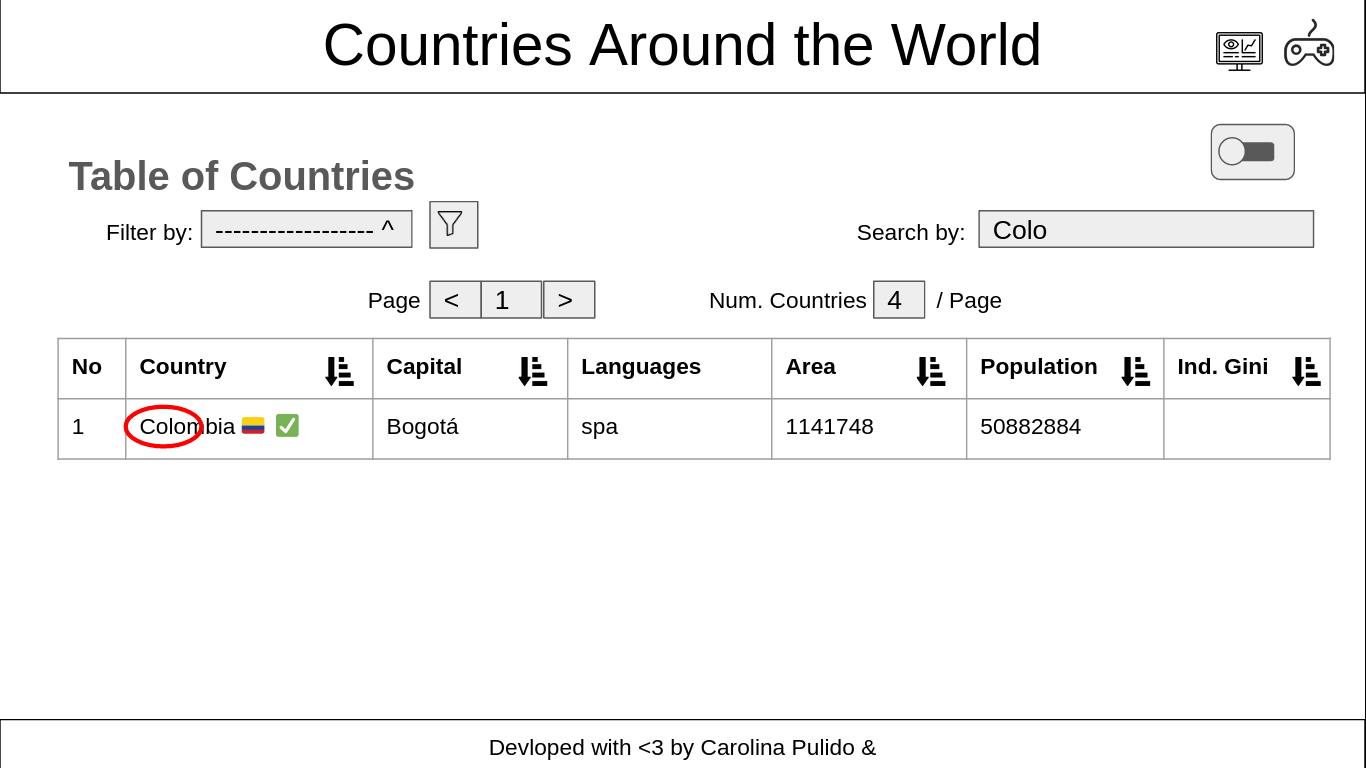 Countries Around the World
Table of Countries
Filter by: ------------------ ^
Search by: Colo
Page < 1 > Num. Countries 4 / Page
No Country Capital Languages Area Population Ind. Gini
1 Colombia Bogotá spa 1141748 50882884
Devloped with <3 by Carolina Pulido &